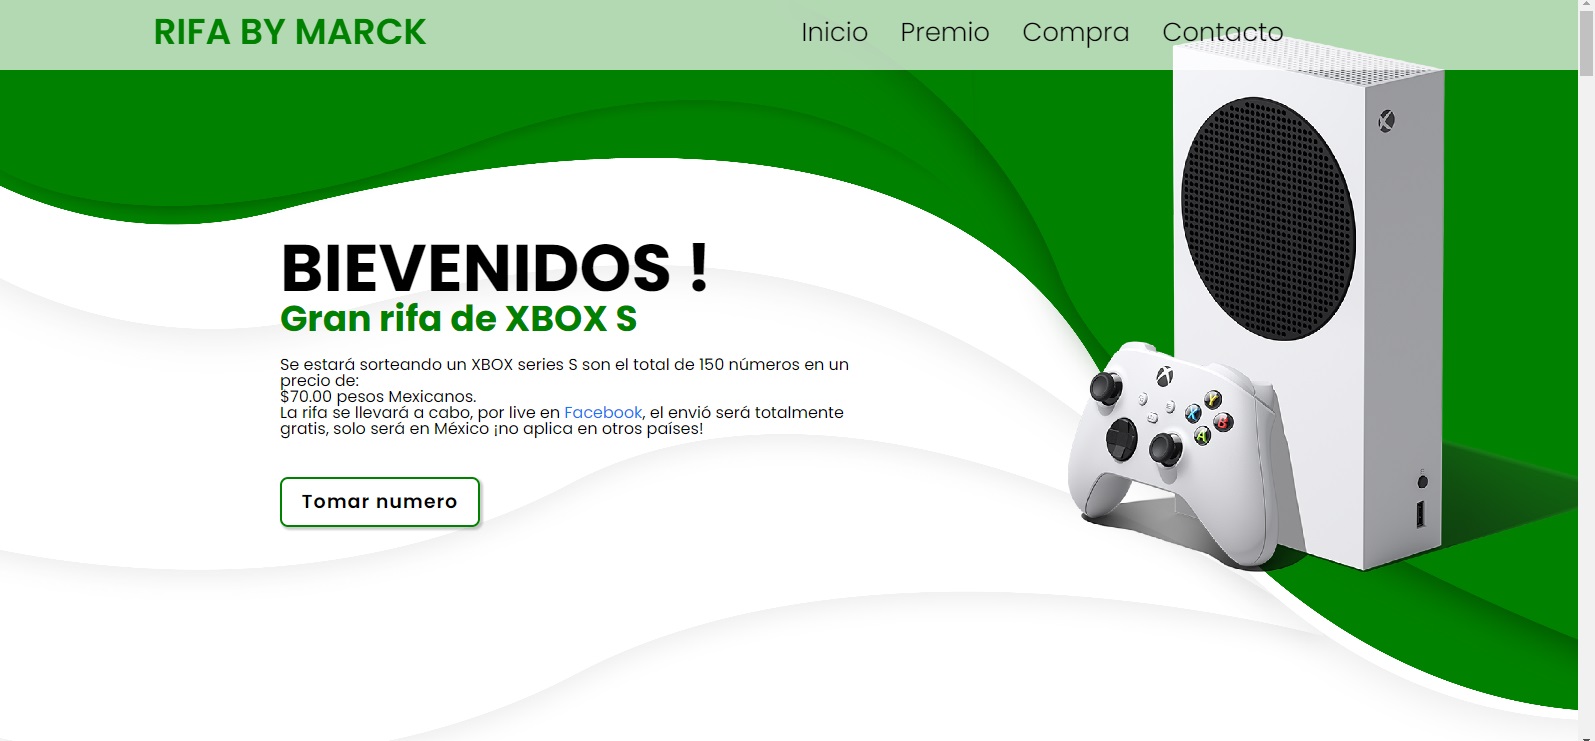 RIFA BY MARCK
Inicio Premio Compra Contacto
BIEVENIDOS !
Gran rifa de XBOX S
Se estará sorteando un XBOX series S son el total de 150 números en un
precio de:
$70.00 pesos Mexicanos.
La rifa se llevará a cabo, por live en Facebook, el envió será totalmente
gratis, solo será en México ¡no aplica en otros países!
Tomar numero
Y
X
B
A